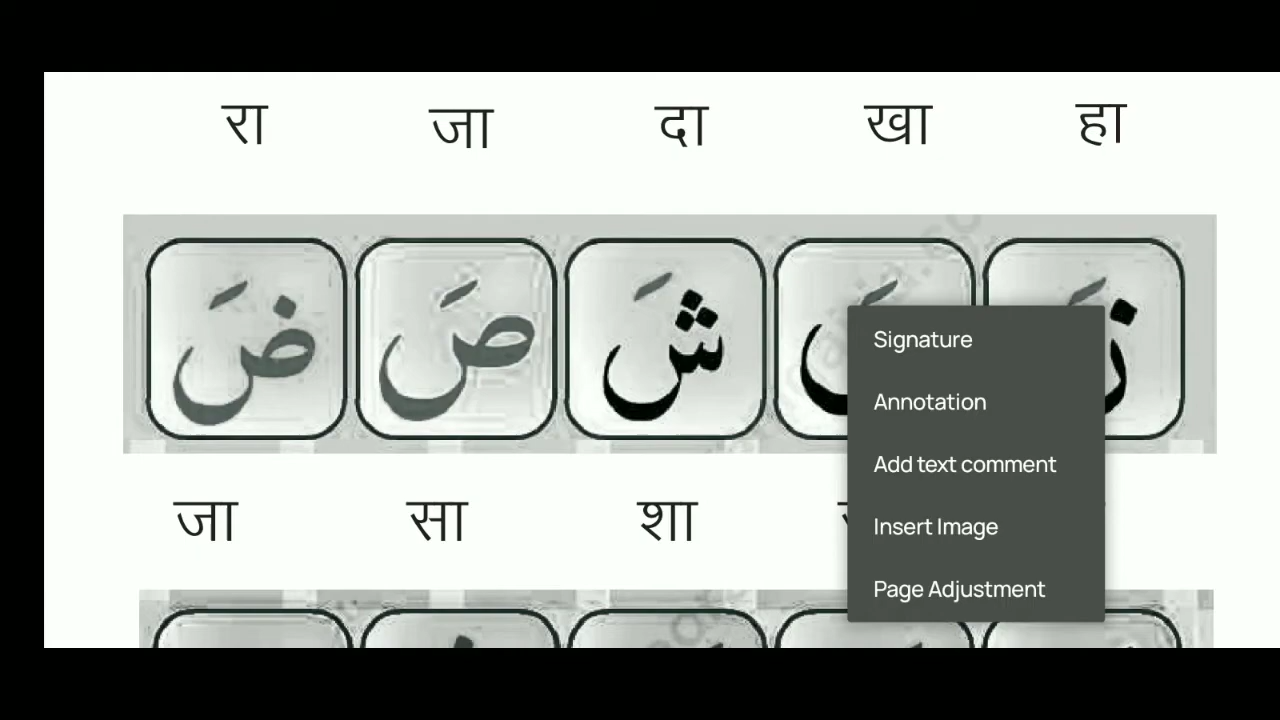 रा जा दा खा हा
ضَ صَ شَ
जा सा शा
Signature
Annotation
Add text comment
Insert Image
Page Adjustment